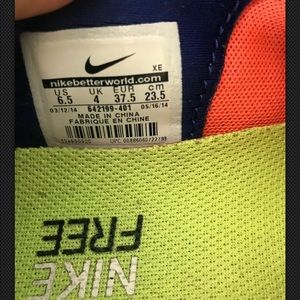 XE
nikebetterworld.com
US UK EUR cm
6.5 4 37.5 23.5
03/12/14 642199-401 05/16/14
MADE IN CHINA
FABRIQUE EN CHINE
NIKE
FREE